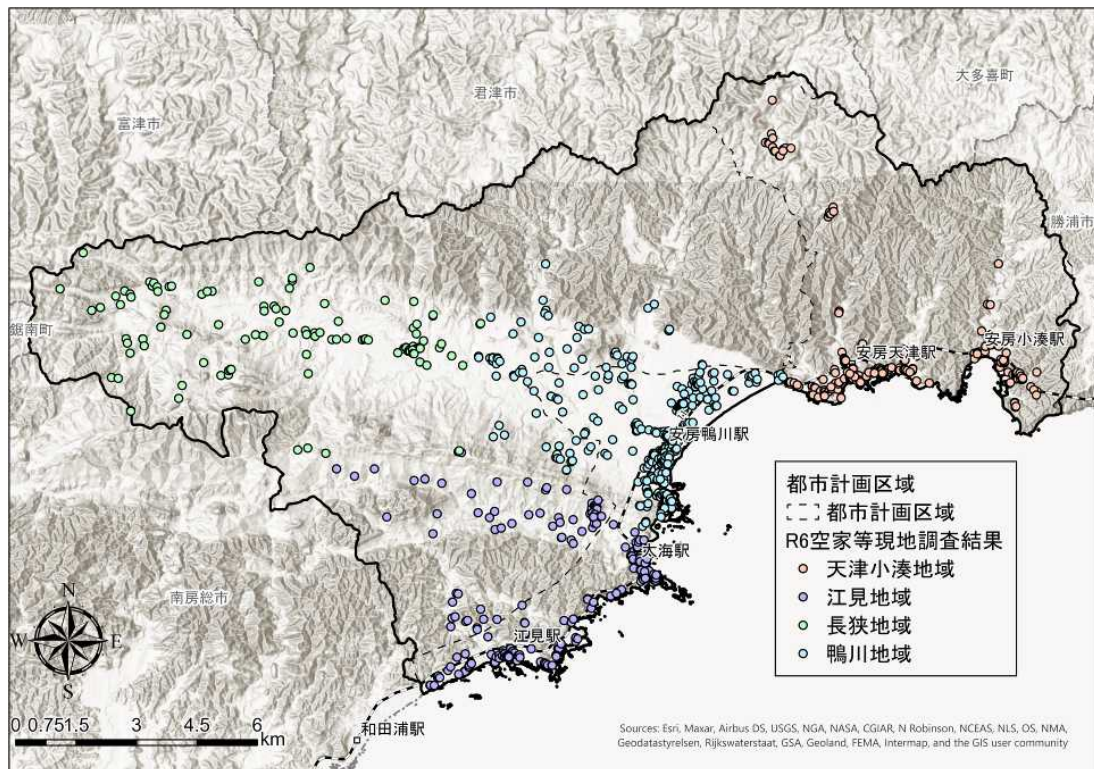 大多喜町
君津市
富津市
勝浦市
鋸南町
安房小湊駅
安房天津駅
安房鴨川駅
太海駅
南房総市
江見駅
和田浦駅
都市計画区域
都市計画区域
R6空家等現地調査結果
天津小湊地域
江見地域
長狭地域
鴨川地域
N
W E
S
0 0.75 1.5 3 4.5 6
km
Sources: Esri, Maxar, Airbus DS, USGS, NGA, NASA, CGIAR, N Robinson, NCEAS, NLS, OS, NMA,
Geodatastyrelsen, Rijkswaterstaat, GSA, Geoland, FEMA, Intermap, and the GIS user community